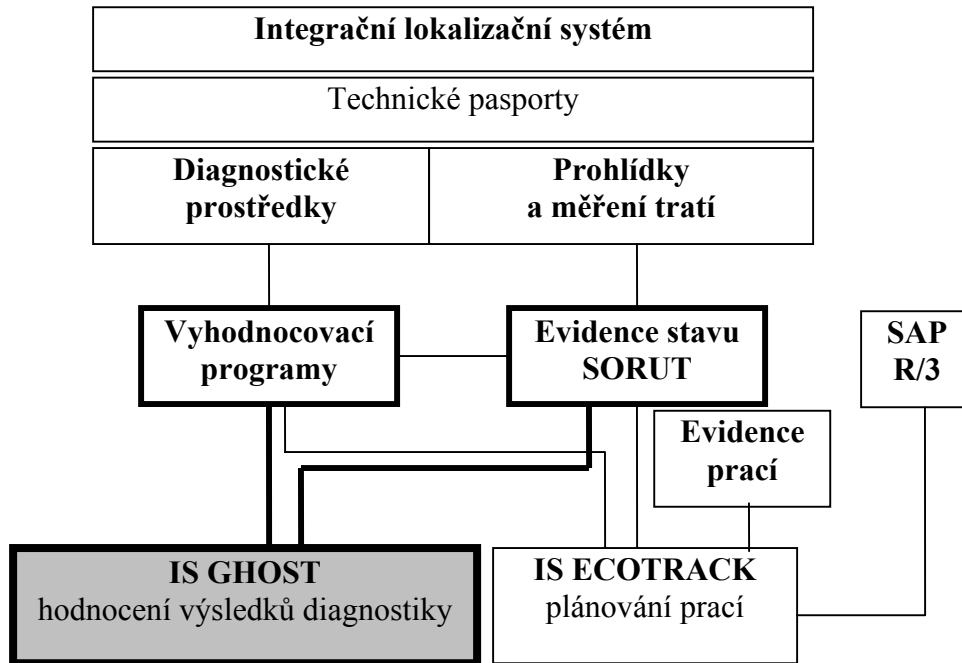 Integrační lokalizační systém
Technické pasporty
Diagnostické
prostředky
Prohlídky
a měření tratí
Vyhodnocovací
programy
Evidence stavu
SORUT
SAP
R/3
Evidence
prací
IS GHOST
hodnocení výsledků diagnostiky
IS ECOTRACK
plánování prací